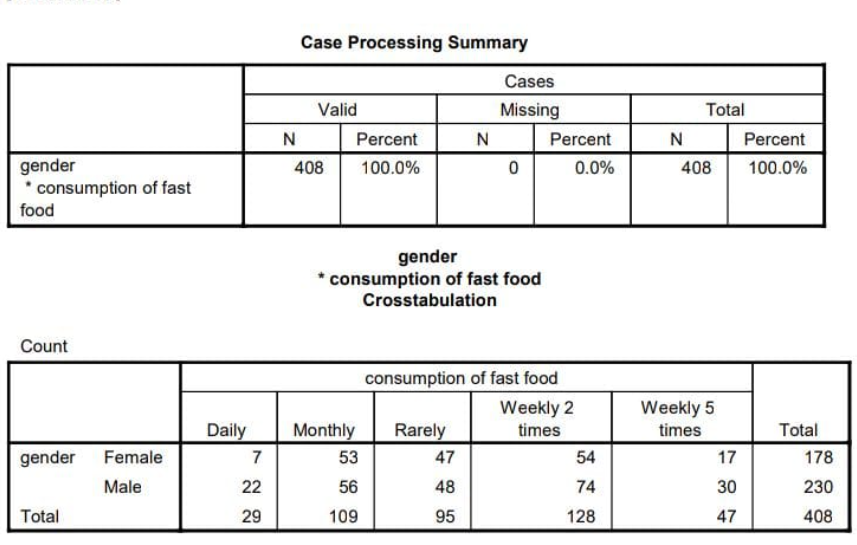 Case Processing Summary
Cases
Valid Missing Total
N Percent N Percent N Percent
gender
* consumption of fast
food 408 100.0% 0 0.0% 408 100.0%
gender
* consumption of fast food
Crosstabulation
Count
consumption of fast food
Daily Monthly Rarely Weekly 2
times Weekly 5
times Total
gender Female 7 53 47 54 17 178
Male 22 56 48 74 30 230
Total 29 109 95 128 47 408